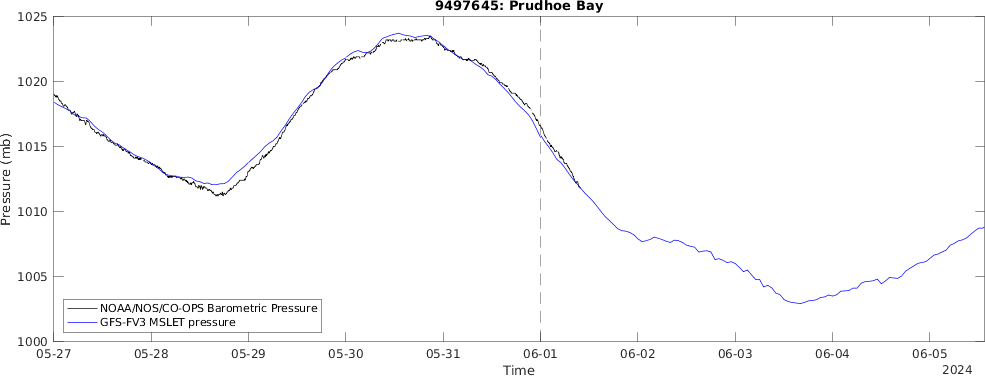 9497645: Prudhoe Bay
1025
1020
1015
1010
1005
1000
Pressure (mb)
NOAA/NOS/CO-OPS Barometric Pressure
GFS-FV3 MSLET pressure
05-27 05-28 05-29 05-30 05-31 06-01 06-02 06-03 06-04 06-05
Time
2024